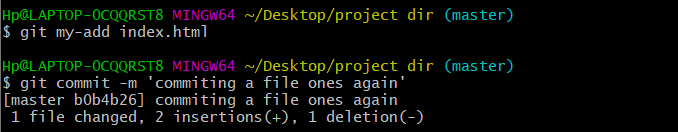 Hp@LAPTOP-OCQQRST8 MINGW64 ~/Desktop/project dir (master)
$ git my-add index.html
Hp@LAPTOP-OCQQRST8 MINGW64 ~/Desktop/project dir (master)
$ git commit -m 'commiting a file ones again'
[master b0b4b26] commiting a file ones again
 1 file changed, 2 insertions(+), 1 deletion(-)